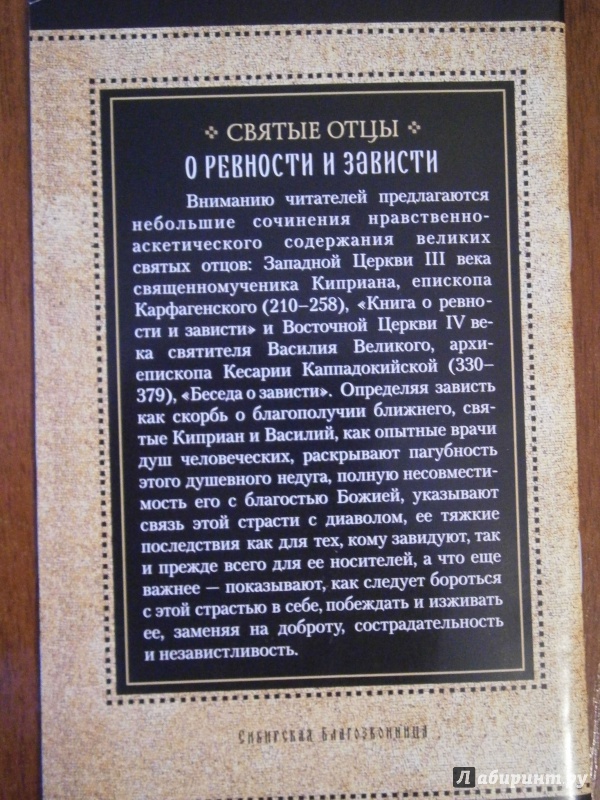 СВЯТЫЕ ОТЦЫ
О РЕВНОСТИ И ЗАВИСТИ
Вниманию читателей предлагаются
небольшие сочинения нравственно-
аскетического содержания великих
святых отцов: Западной Церкви III века
священномученика Киприана, епископа
Карфагенского (210–258), «Книга о ревно-
сти и зависти» и Восточной Церкви IV ве-
ка святителя Василия Великого, архи-
епископа Кесарии Каппадокийской (330–
379), «Беседа о зависти». Определяя зависть
как скорбь о благополучии ближнего, свя-
тые Киприан и Василий, как опытные врачи
душ человеческих, раскрывают пагубность
этого душевного недуга, полную несовмести-
мость его с благостью Божией, указывают
связь этой страсти с диаволом, ее тяжкие
последствия как для тех, кому завидуют, так
и прежде всего для ее носителей, а что еще
важнее — показывают, как следует бороться
с этой страстью в себе, побеждать и изживать
ее, заменяя на доброту, сострадательность
и независтливость.
Сибирская Благозвонница
Лабиринт.ру